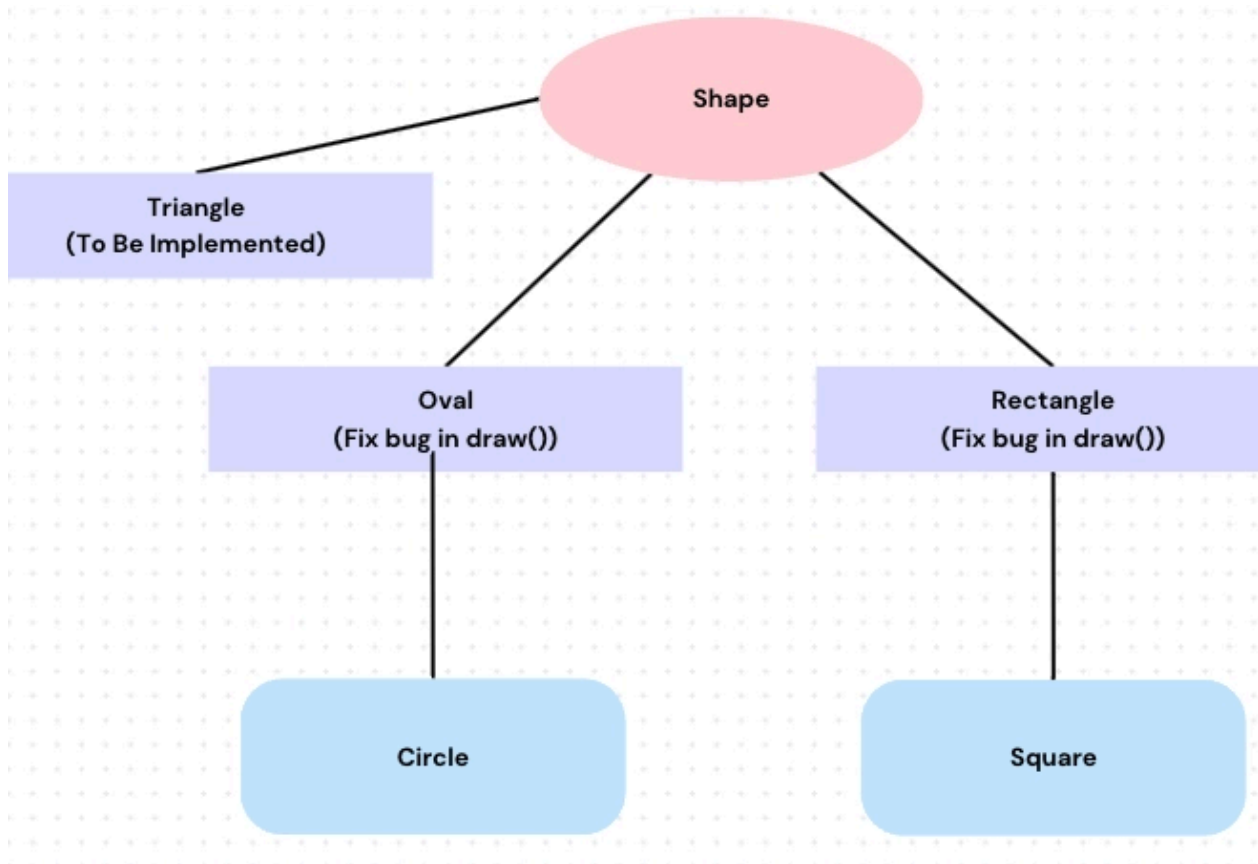 Shape
Triangle
(To Be Implemented)
Oval
(Fix bug in draw())
Rectangle
(Fix bug in draw())
Circle
Square